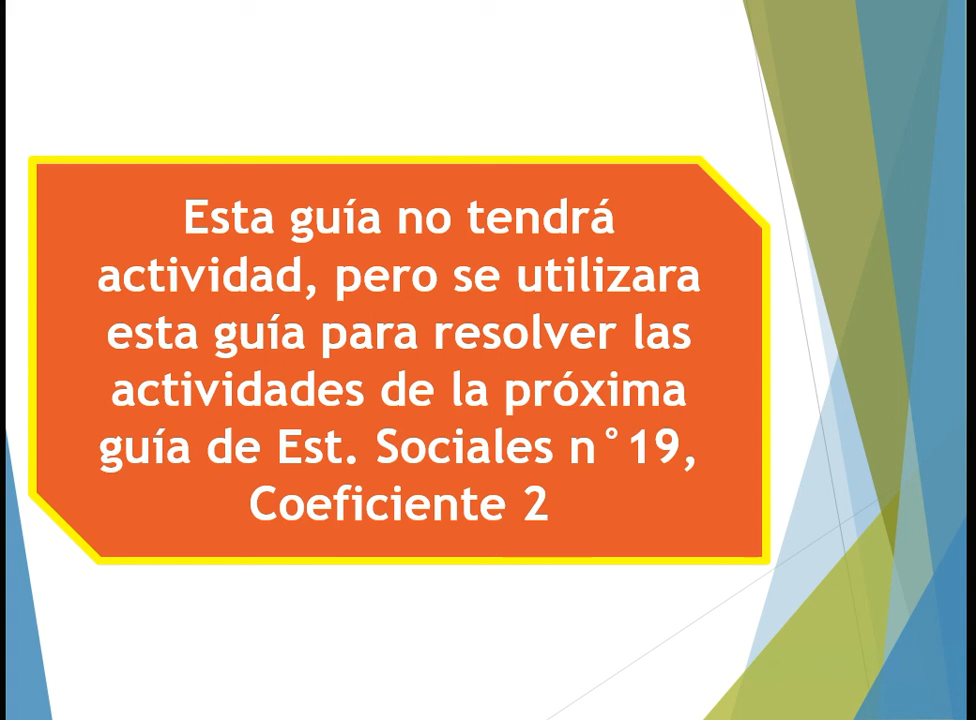 Esta guía no tendrá
actividad, pero se utilizara
esta guía para resolver las
actividades de la próxima
guía de Est. Sociales n°19,
Coeficiente 2